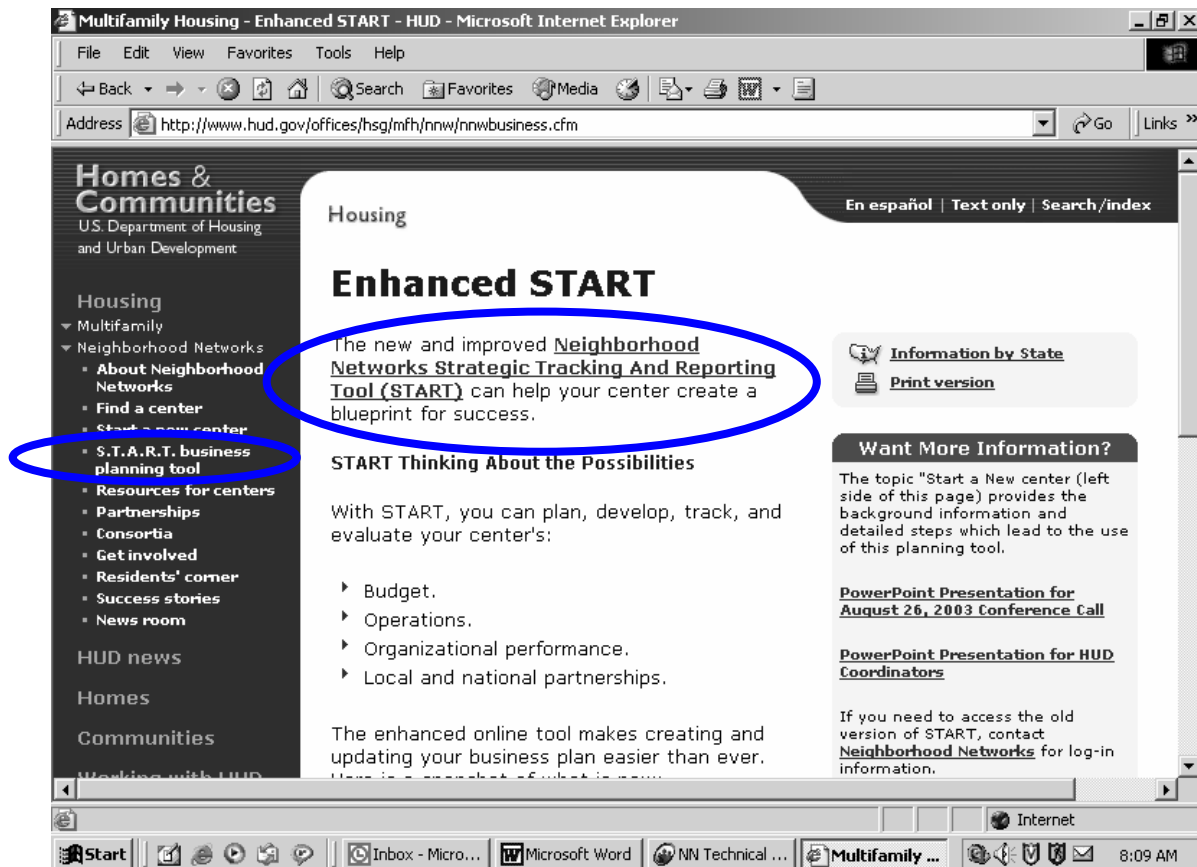 Multifamily Housing - Enhanced START - HUD - Microsoft Internet Explorer
File Edit View Favorites Tools Help
Back Search Favorites Media
Address http://www.hud.gov/offices/hsg/mfh/nnw/nnwbusiness.cfm Go Links »
Homes &
Communities
U.S. Department of Housing
and Urban Development
Housing
Multifamily
Neighborhood Networks
About Neighborhood
Networks
Find a center
Start a new center
S.T.A.R.T. business
planning tool
Resources for centers
Partnerships
Consortia
Get involved
Residents' corner
Success stories
News room
HUD news
Homes
Communities
Working with HUD
Housing
En español | Text only | Search/index
Enhanced START
The new and improved Neighborhood
Networks Strategic Tracking And Reporting
Tool (START) can help your center create a
blueprint for success.
START Thinking About the Possibilities
With START, you can plan, develop, track, and
evaluate your center's:
Budget.
Operations.
Organizational performance.
Local and national partnerships.
The enhanced online tool makes creating and
updating your business plan easier than ever.
Here is a snapshot of what is new:
Information by State
Print version
Want More Information?
The topic "Start a New center (left
side of this page) provides the
background information and
detailed steps which lead to the use
of this planning tool.
PowerPoint Presentation for
August 26, 2003 Conference Call
PowerPoint Presentation for HUD
Coordinators
If you need to access the old
version of START, contact
Neighborhood Networks for log-in
information.
Internet
Start Inbox - Micro... Microsoft Word NN Technical ... Multifamily ... 8:09 AM